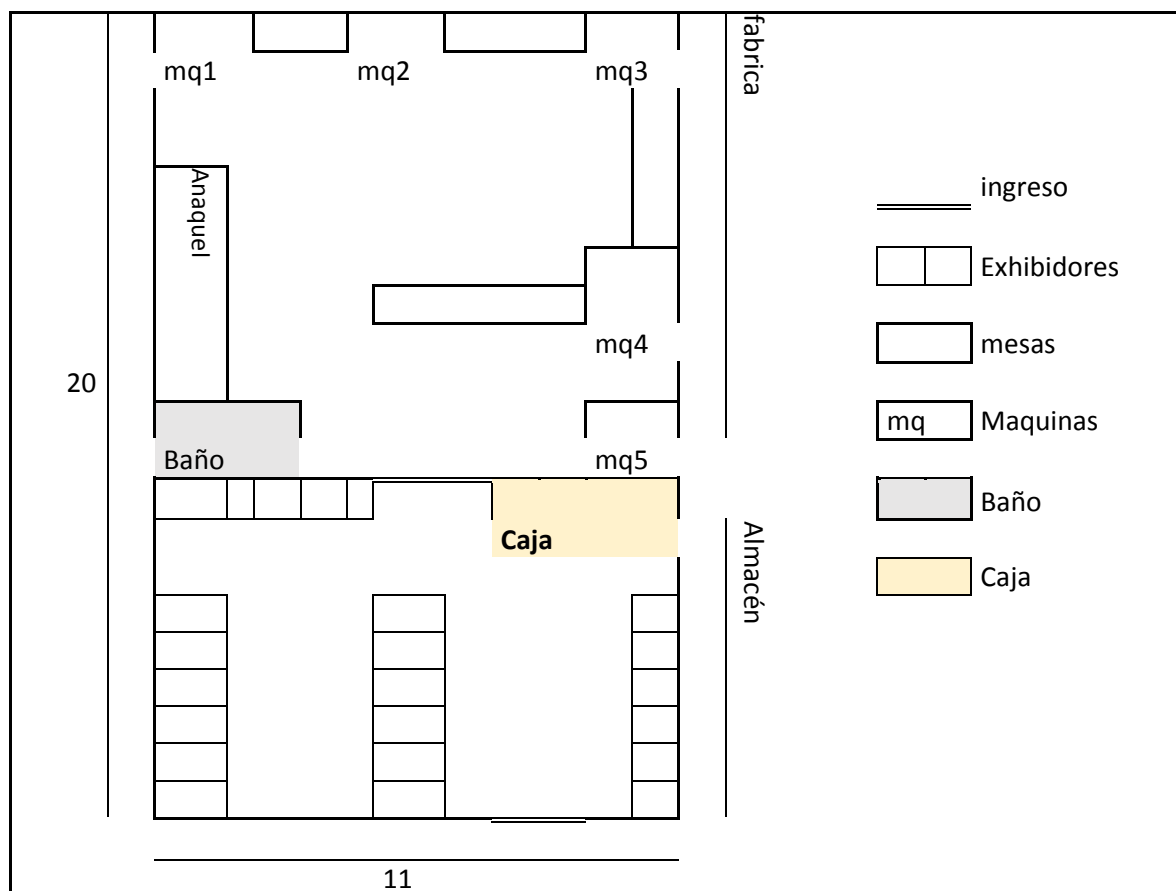 mq1
mq2
mq3
fabrica
Anaquel
20
mq4
Baño
mq5
Caja
Almacén
11
ingreso
Exhibidores
mesas
mq
Maquinas
Baño
Caja